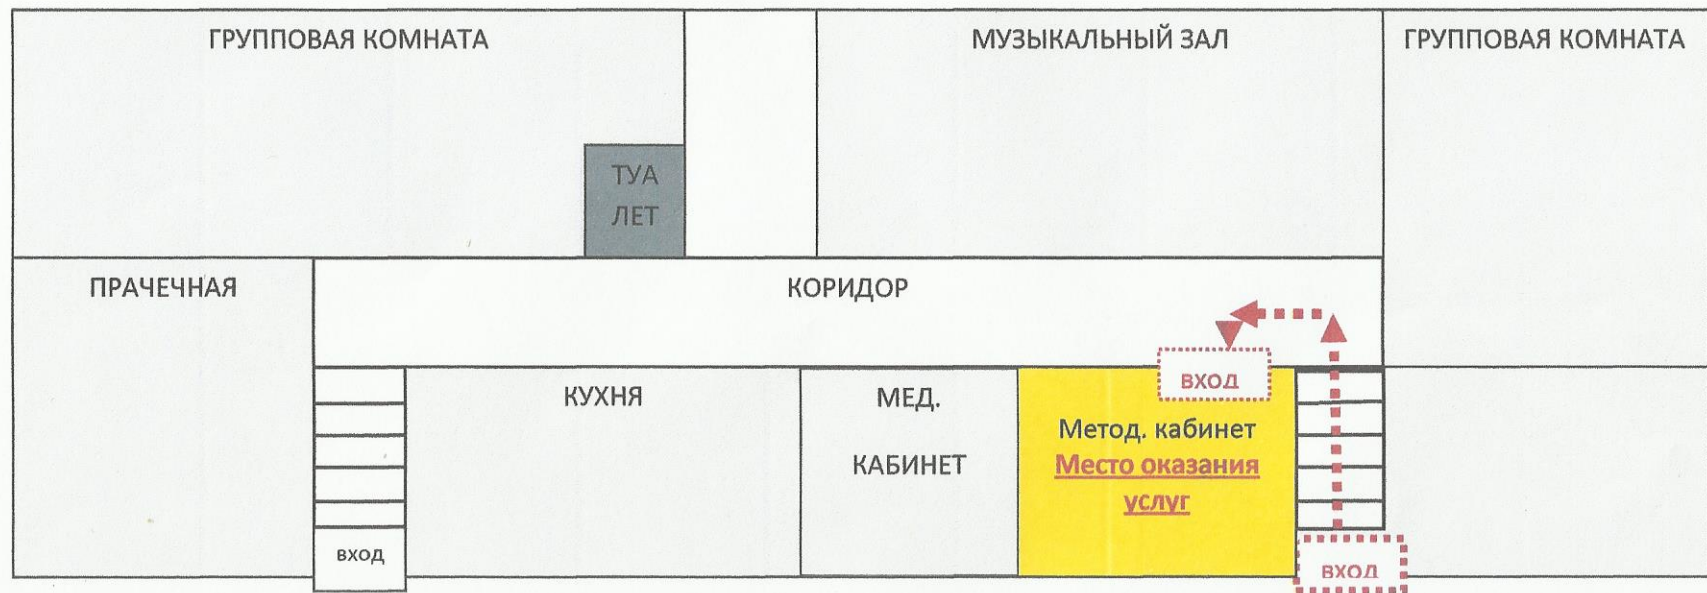 ГРУППОВАЯ КОМНАТА
МУЗЫКАЛЬНЫЙ ЗАЛ
ГРУППОВАЯ КОМНАТА
ТУА
ЛЕТ
ПРАЧЕЧНАЯ
КОРИДОР
ВХОД
КУХНЯ
МЕД.
КАБИНЕТ
Метод. кабинет
Место оказания
услуг
ВХОД
ВХОД